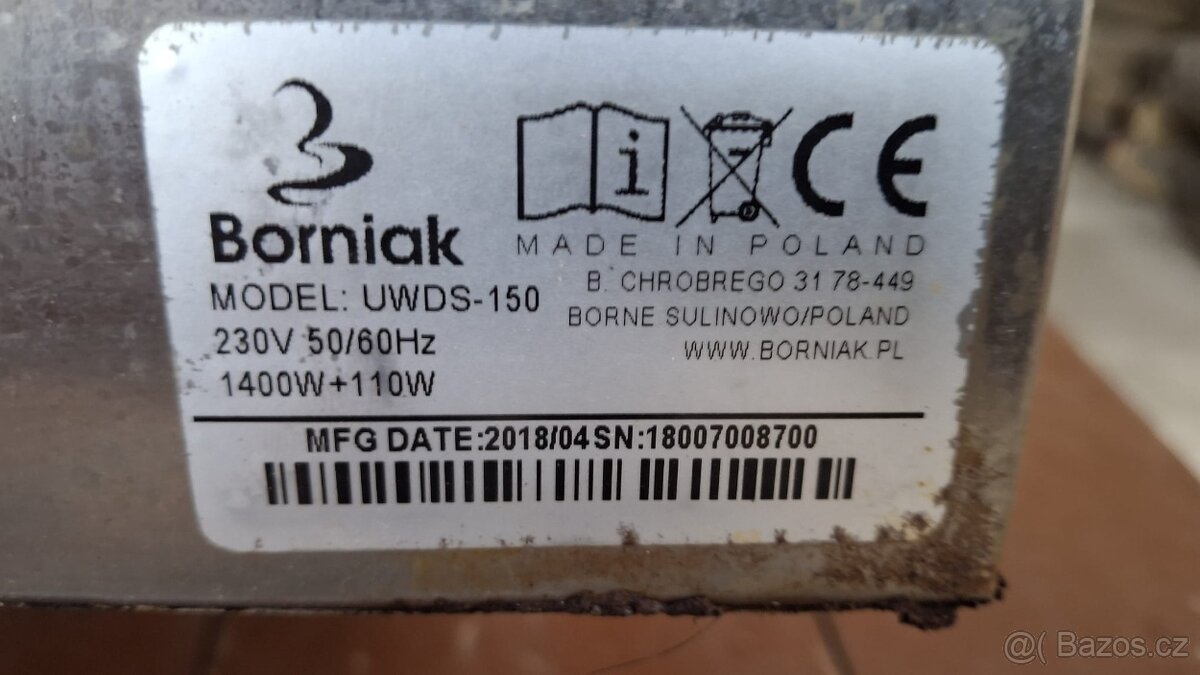 Borniak
MODEL: UWDS-150
230V 50/60Hz
1400W+110W
i
CE
MADE IN POLAND
B. CHROBREGO 31 78-449
BORNE SULINOWO/POLAND
WWW.BORNIAK.PL
MFG DATE:2018/04 SN:18007008700
@( Bazos.cz